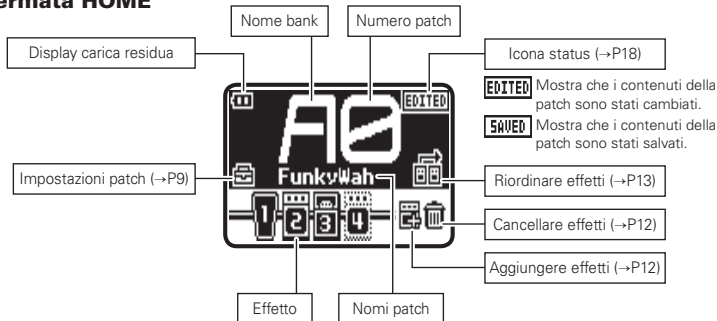 ermata HOME
Nome bank
Numero patch
Display carica residua
Icona status (→P18)
EDITED Mostra che i contenuti della
patch sono stati cambiati.
SAVED Mostra che i contenuti della
patch sono stati salvati.
A0
EDITED
FunkyWah
Impostazioni patch (→P9)
Riordinare effetti (→P13)
1 2 3 4
Cancellare effetti (→P12)
Aggiungere effetti (→P12)
Effetto
Nomi patch